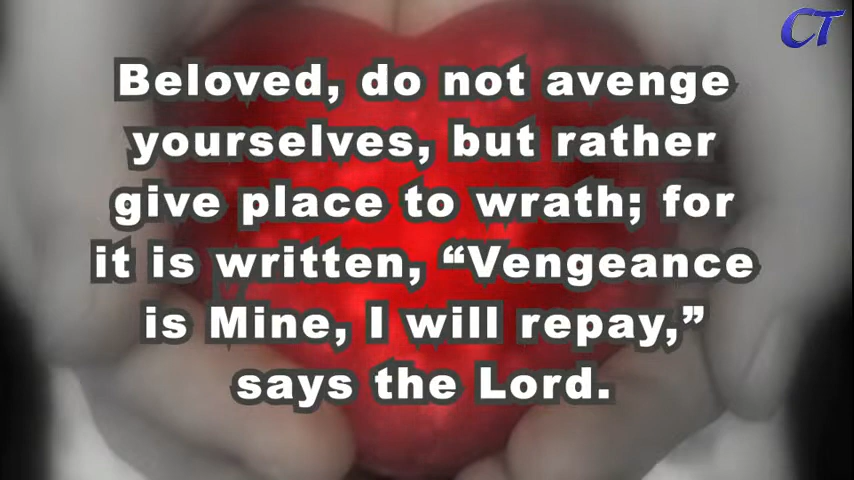 CT
Beloved, do not avenge
yourselves, but rather
give place to wrath; for
it is written, “Vengeance
is Mine, I will repay,”
says the Lord.